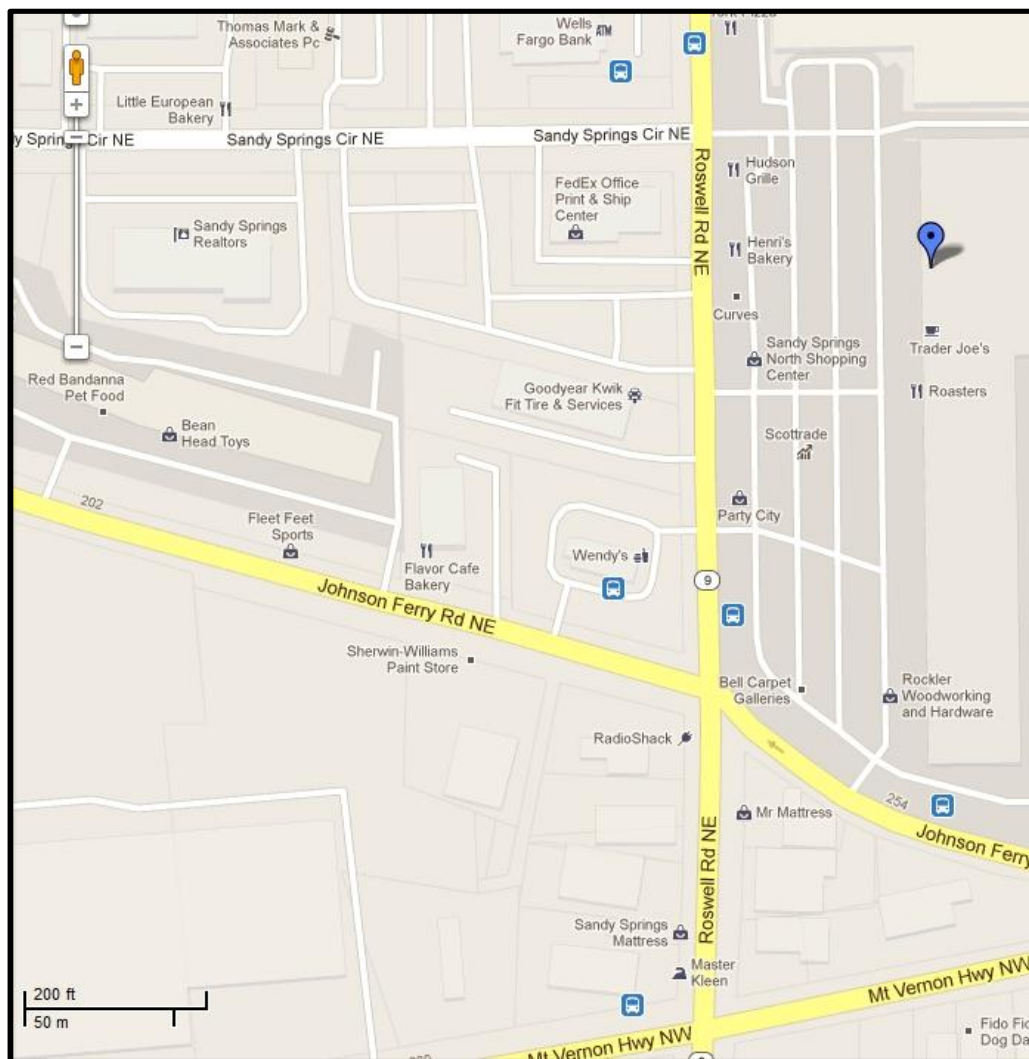 Thomas Mark &
Associates Pc
Wells
Fargo Bank
ATM
Little European
Bakery
Sandy Springs Cir NE
Sandy Springs Cir NE
Roswell Rd NE
Hudson
Grille
FedEx Office
Print & Ship
Center
Sandy Springs
Realtors
Henri's
Bakery
Curves
Sandy Springs
North Shopping
Center
Trader Joe's
Red Bandanna
Pet Food
Goodyear Kwik
Fit Tire & Services
Roasters
Bean
Head Toys
Scottrade
202
Party City
Fleet Feet
Sports
Flavor Cafe
Bakery
Wendy's
9
Johnson Ferry Rd NE
Sherwin-Williams
Paint Store
Bell Carpet
Galleries
Rockler
Woodworking
and Hardware
RadioShack
254
Mr Mattress
Johnson Ferry
Roswell Rd NE
Sandy Springs
Mattress
Master
Kleen
Mt Vernon Hwy NW
200 ft
50 m
Mt Vernon Hwy NW